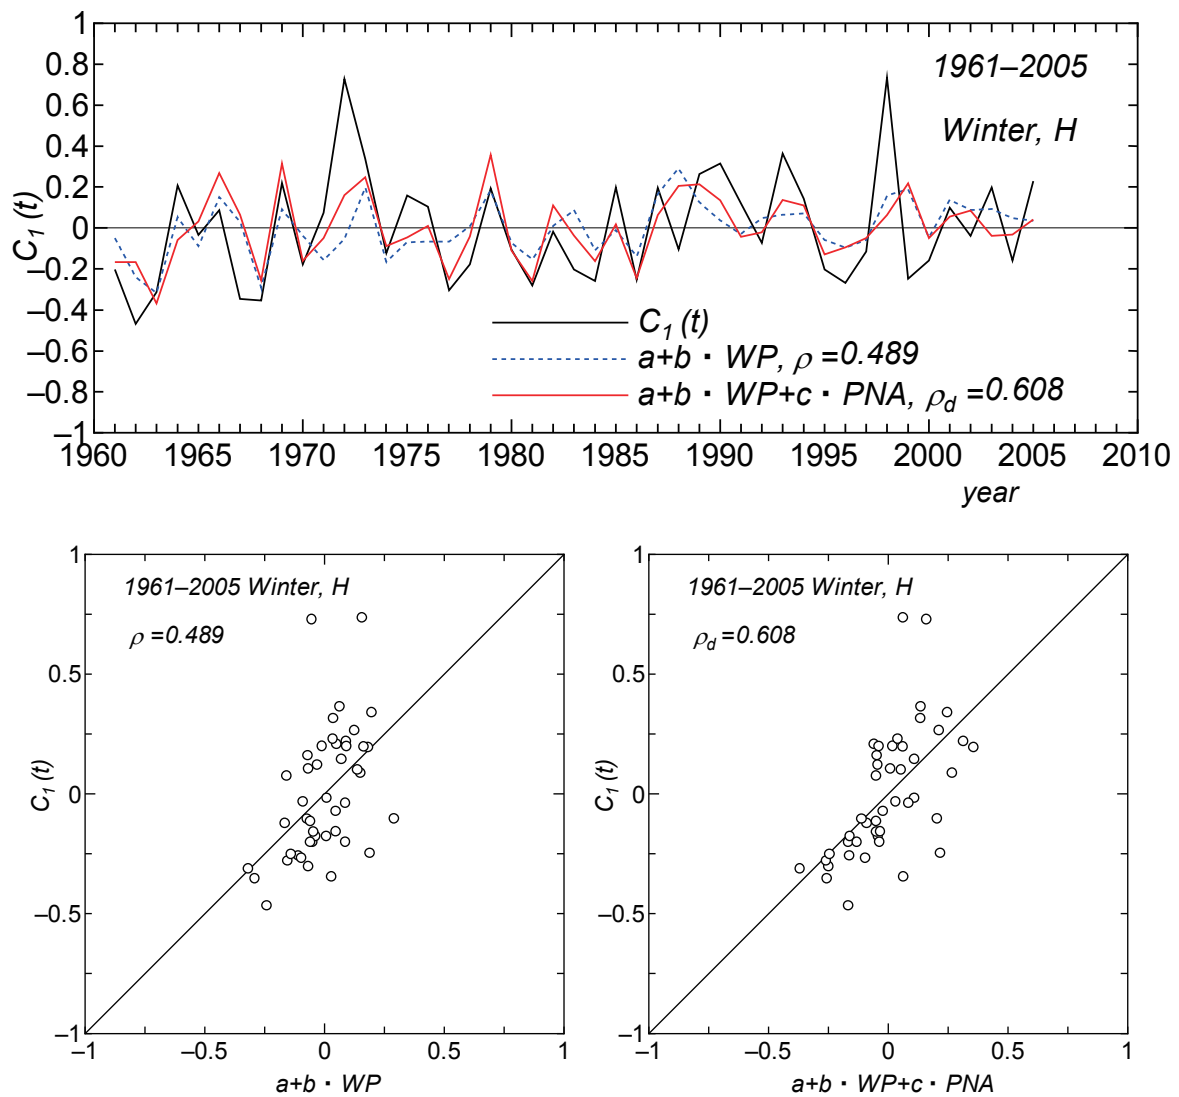 1
0.8
0.6
0.4
0.2
0
−0.2
−0.4
−0.6
−0.8
−1
C1 (t)
1961–2005
Winter, H
C1 (t)
a+b · WP, ρ =0.489
a+b · WP+c · PNA, ρd =0.608
1960 1965 1970 1975 1980 1985 1990 1995 2000 2005 2010
year
1
0.5
0
−0.5
−1
C1 (t)
1961–2005 Winter, H
ρ =0.489
−1 −0.5 0 0.5 1
a+b · WP
1
0.5
0
−0.5
−1
C1 (t)
1961–2005 Winter, H
ρd =0.608
−1 −0.5 0 0.5 1
a+b · WP+c · PNA